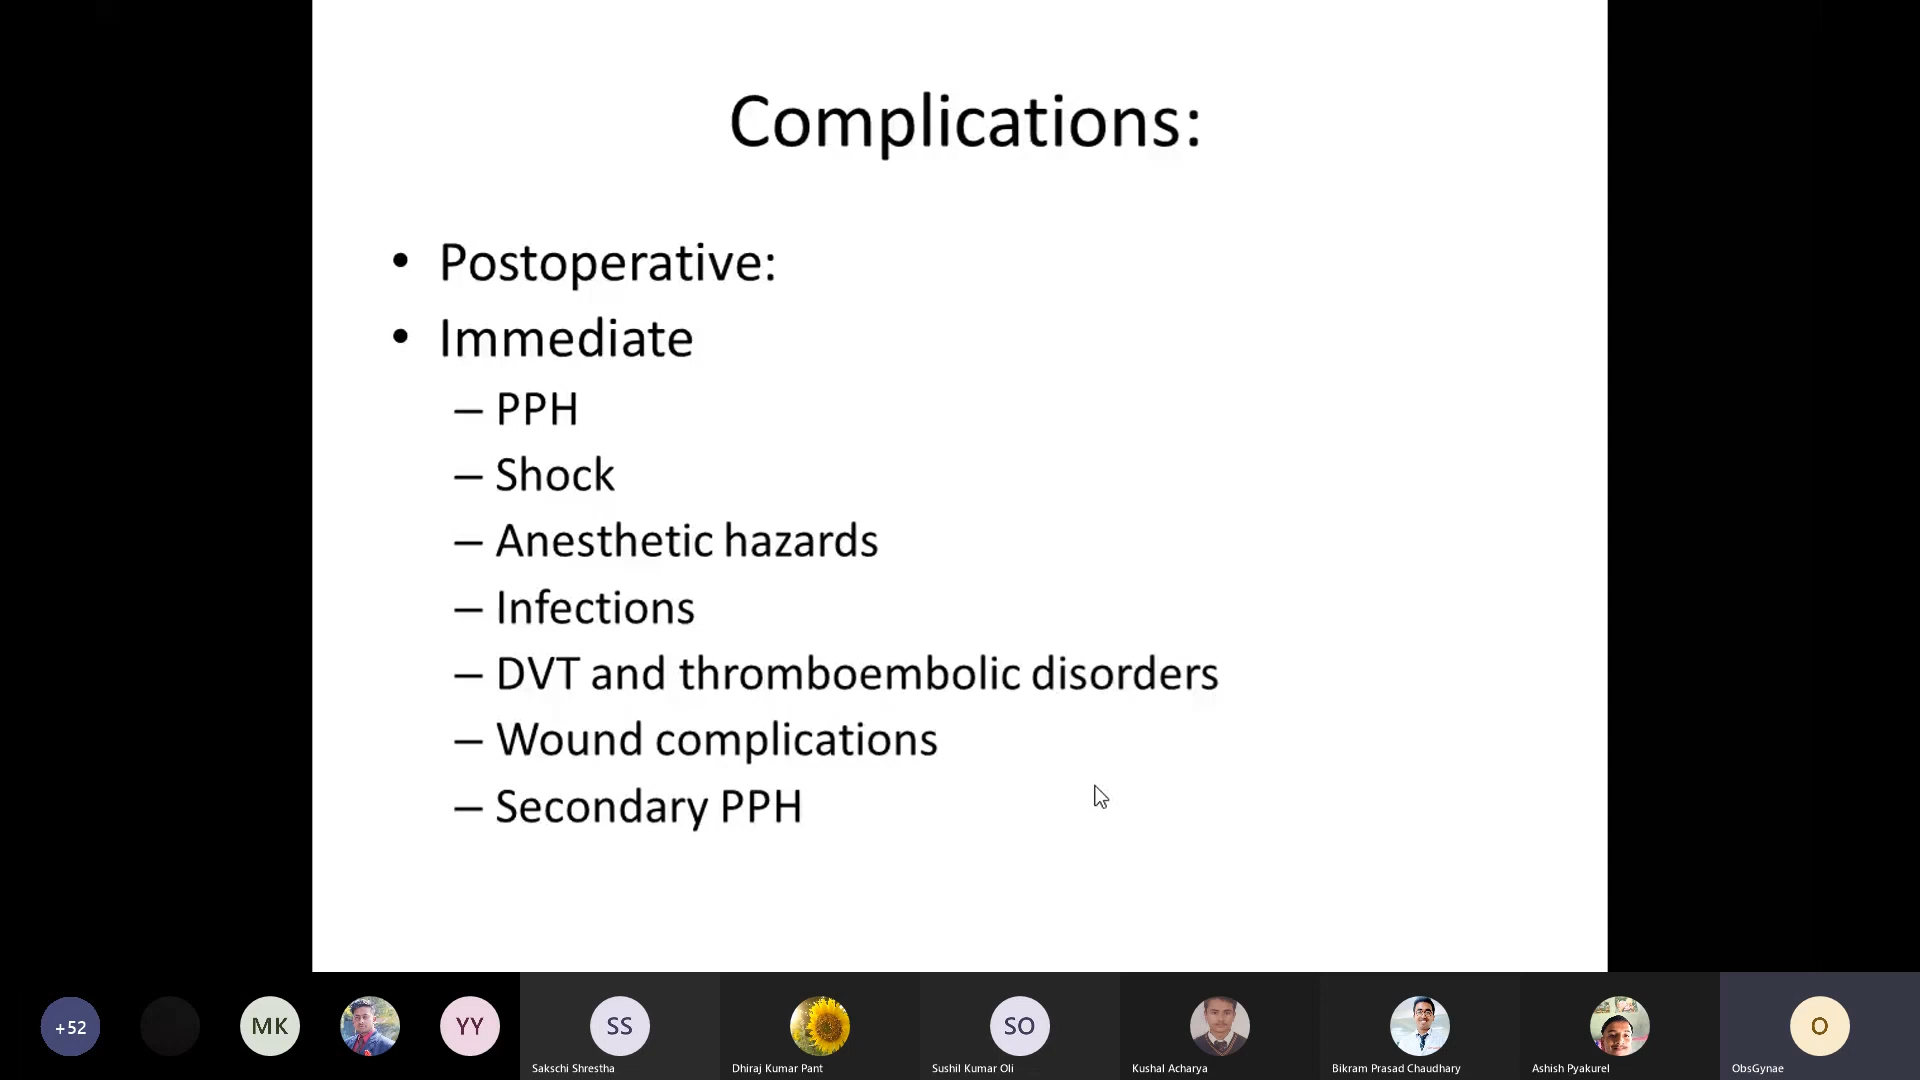 Complications:
• Postoperative:
• Immediate
– PPH
– Shock
– Anesthetic hazards
– Infections
– DVT and thromboembolic disorders
– Wound complications
– Secondary PPH
+52
MK
YY
SS
Sakschi Shrestha
Dhiraj Kumar Pant
SO
Sushil Kumar Oli
Kushal Acharya
Bikram Prasad Chaudhary
Ashish Pyakurel
O
ObsGynae